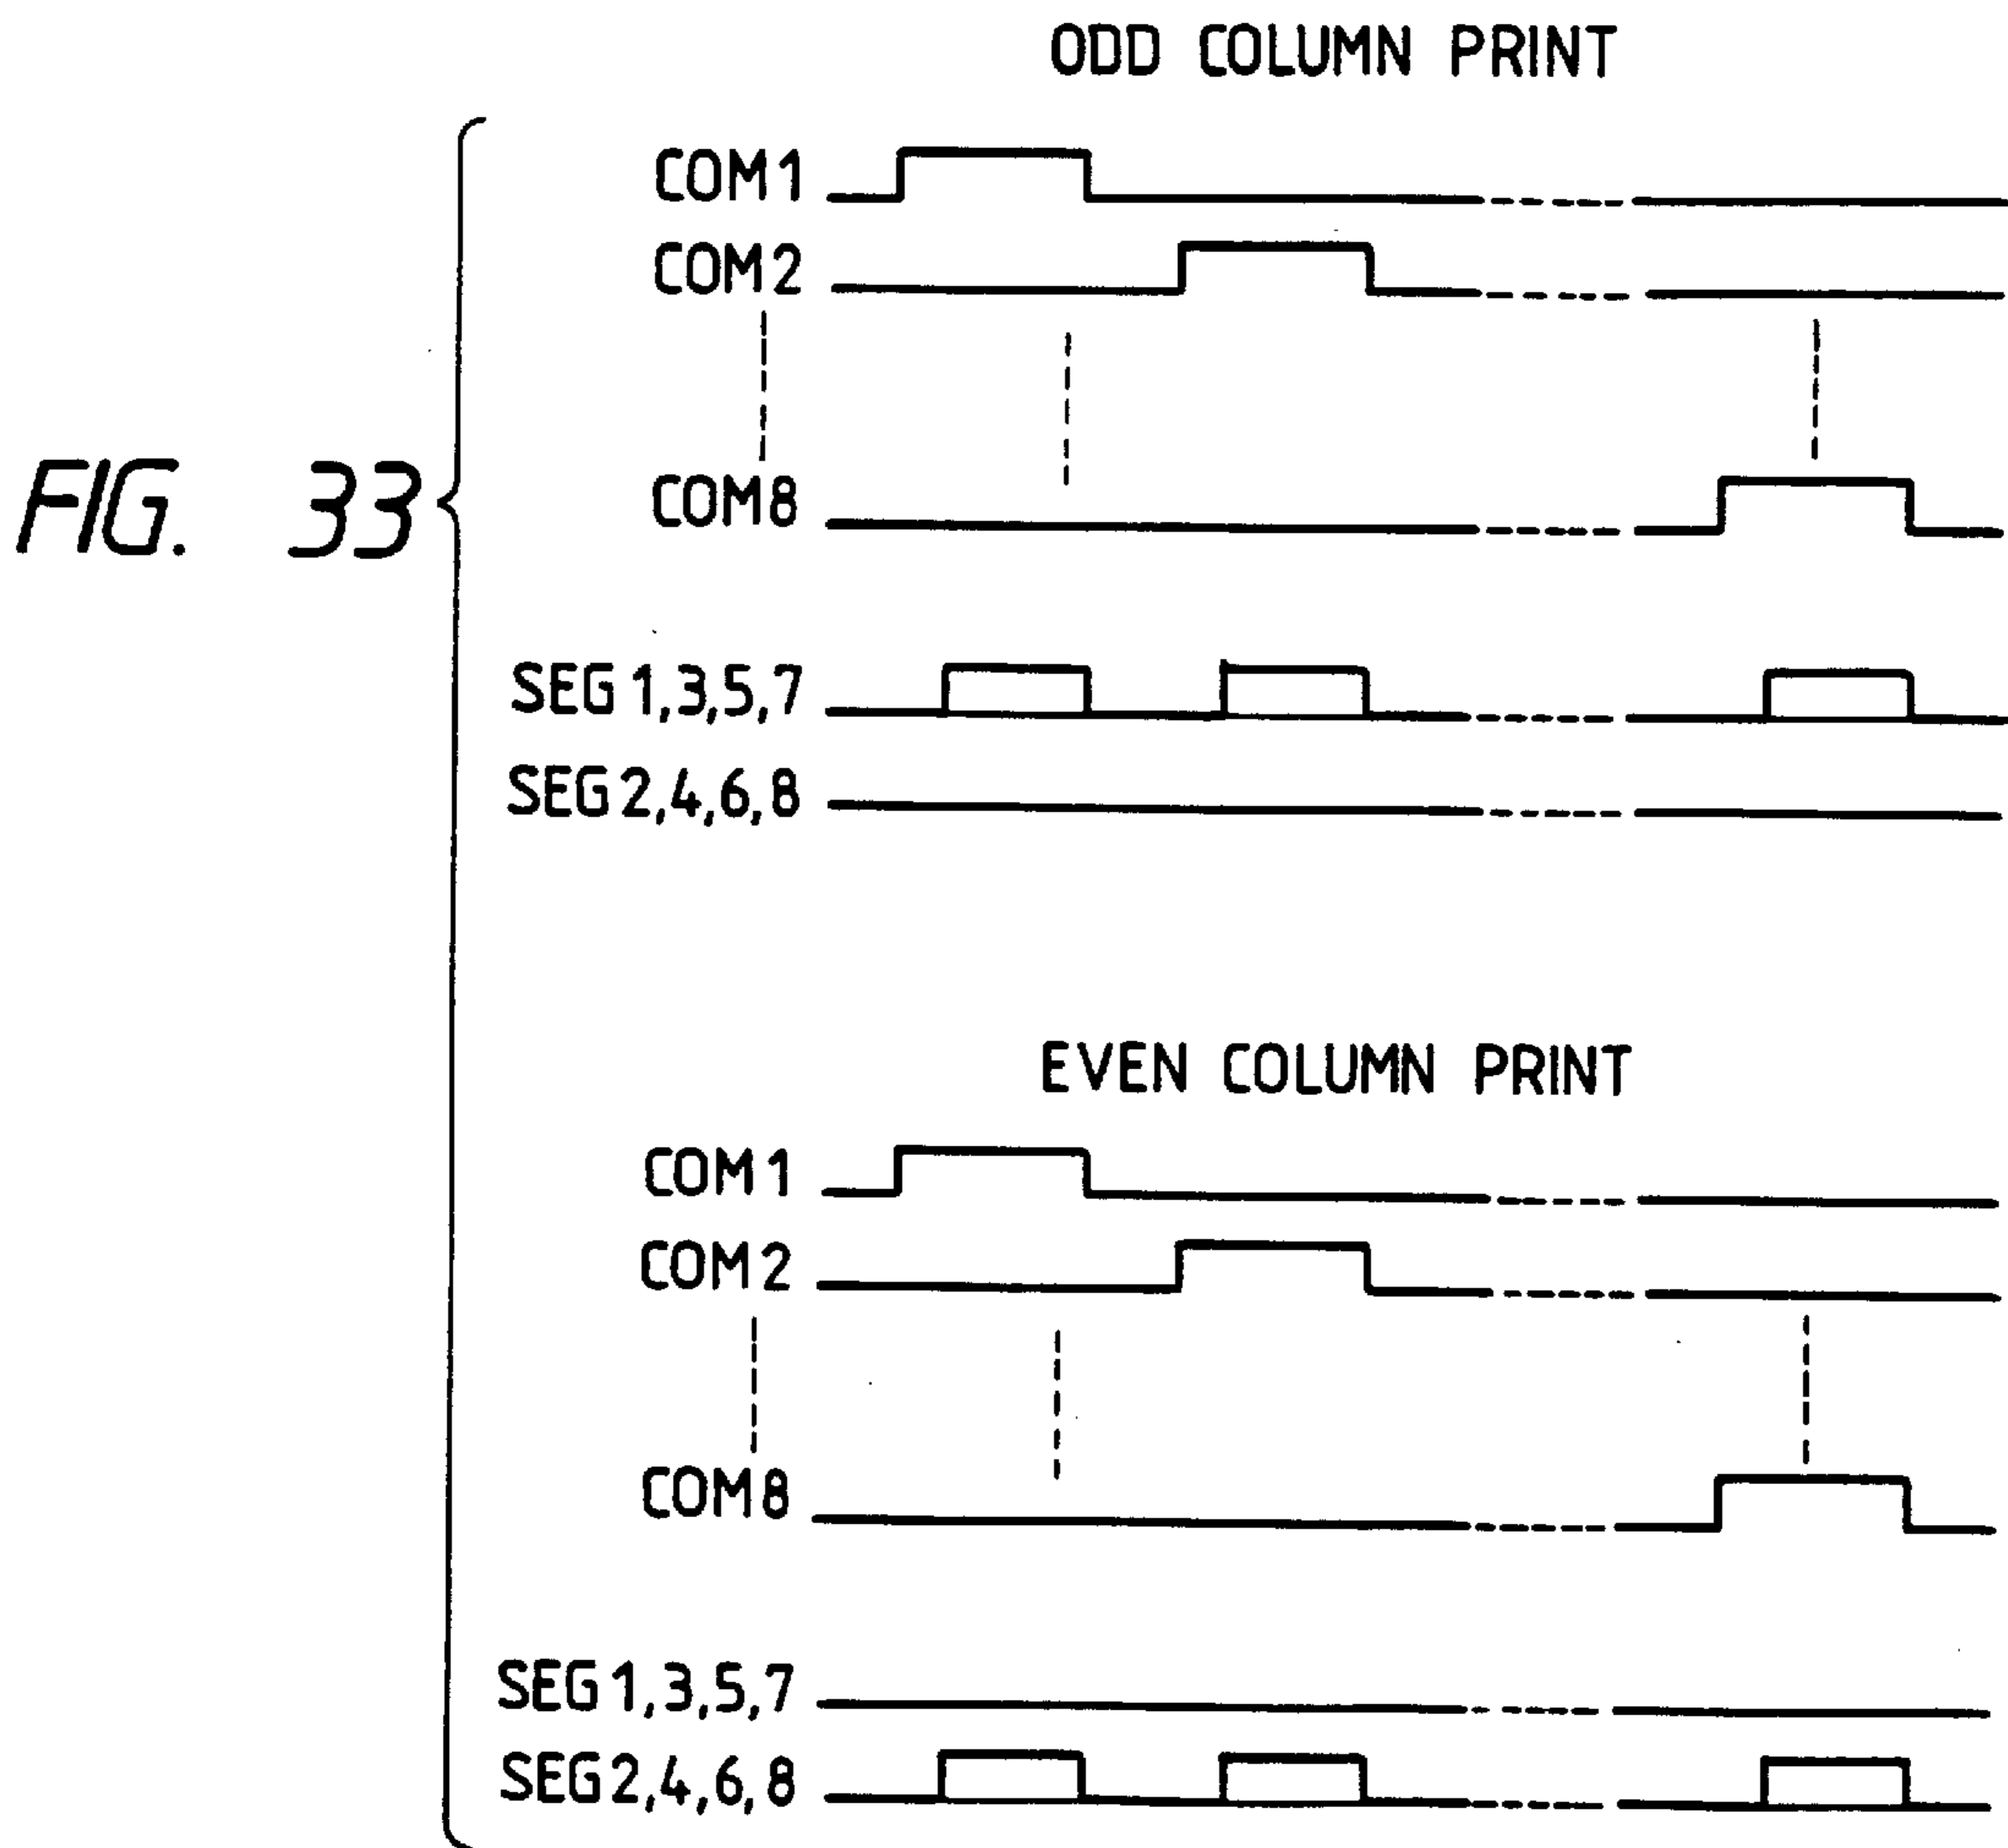 ODD COLUMN PRINT
COM1
COM2
COM8
FIG. 33
SEG 1,3,5,7
SEG 2,4,6,8
EVEN COLUMN PRINT
COM1
COM2
COM8
SEG 1,3,5,7
SEG 2,4,6,8